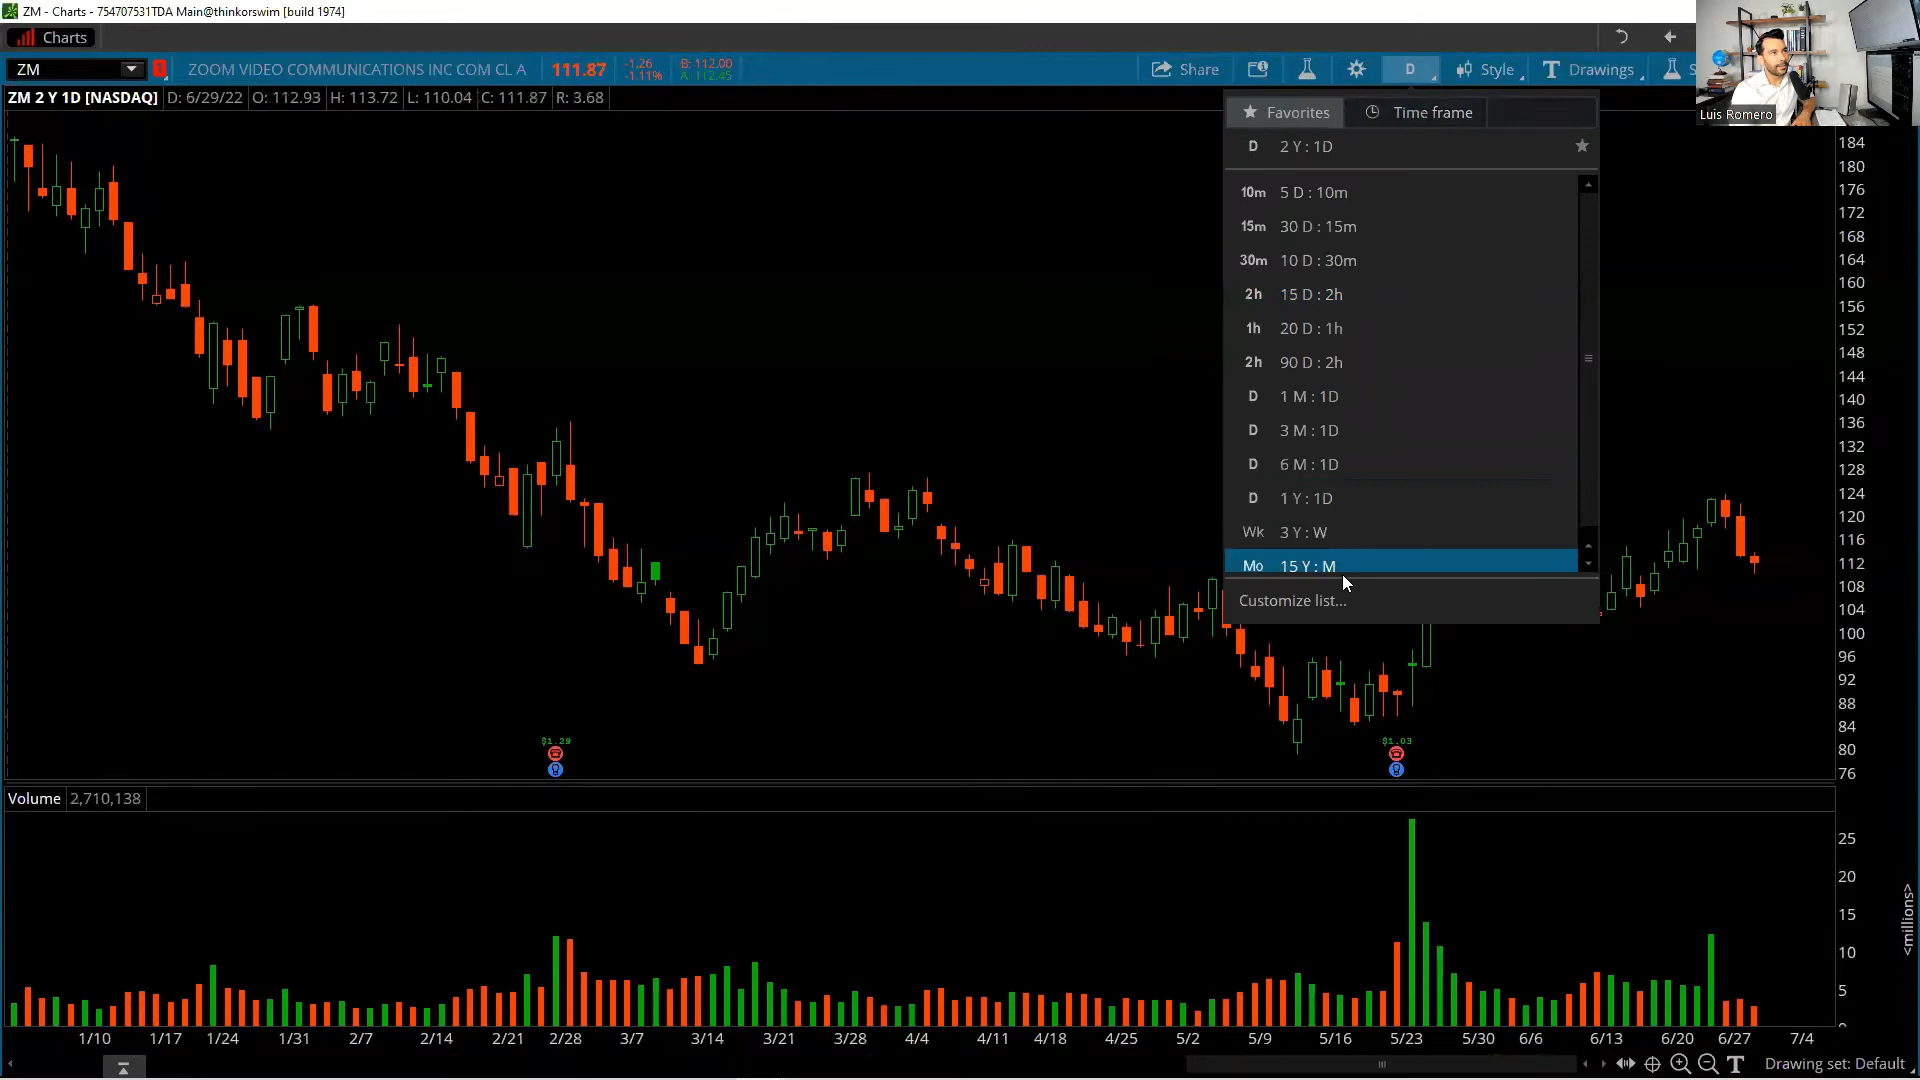 ZM - Charts - 754707531TDA Main@thinkorswim [build 1974]
Charts
ZM
1
ZOOM VIDEO COMMUNICATIONS INC COM CL A
111.87
-1.26
-1.11%
B: 112.00
A: 112.45
Share
D
Style
Drawings
S
Luis Romero
ZM 2 Y 1D [NASDAQ]
D: 6/29/22
O: 112.93
H: 113.72
L: 110.04
C: 111.87
R: 3.68
Favorites
Time frame
D 2 Y : 1D
10m 5 D : 10m
15m 30 D : 15m
30m 10 D : 30m
2h 15 D : 2h
1h 20 D : 1h
2h 90 D : 2h
D 1 M : 1D
D 3 M : 1D
D 6 M : 1D
D 1 Y : 1D
Wk 3 Y : W
Mo 15 Y : M
Customize list...
184
180
176
172
168
164
160
156
152
148
144
140
136
132
128
124
120
116
112
108
104
100
96
92
88
84
80
76
$1.29
$1.03
Volume 2,710,138
25
20
15
10
5
<millions>
1/10 1/17 1/24 1/31 2/7 2/14 2/21 2/28 3/7 3/14 3/21 3/28 4/4 4/11 4/18 4/25 5/2 5/9 5/16 5/23 5/30 6/6 6/13 6/20 6/27 7/4
Drawing set: Default